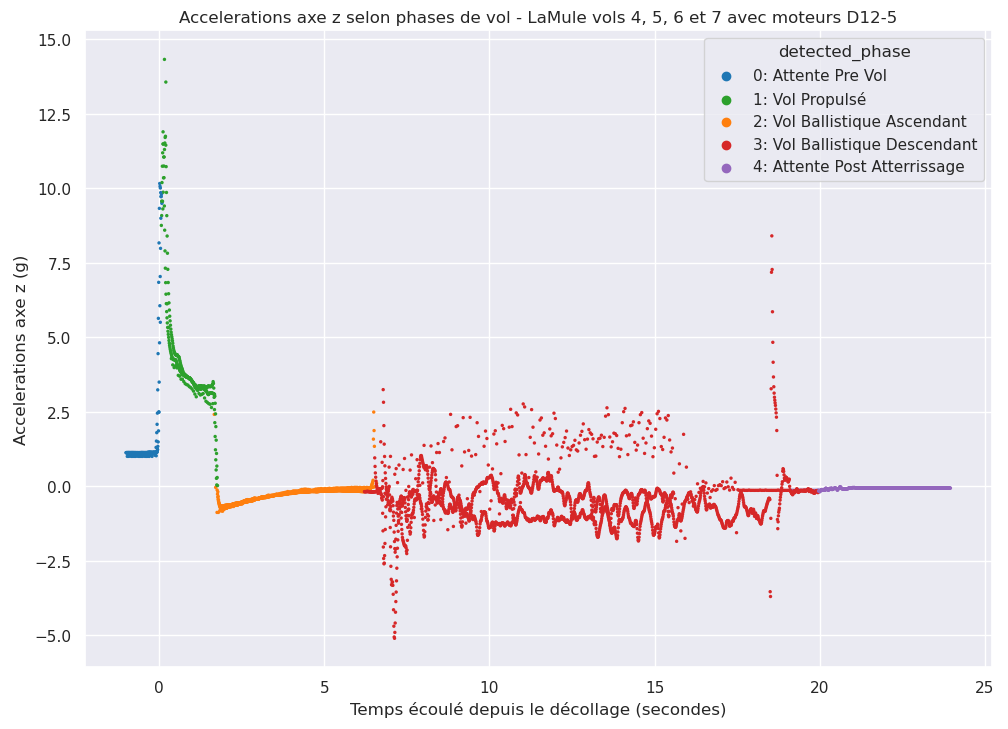 Accelerations axe z selon phases de vol - LaMule vols 4, 5, 6 et 7 avec moteurs D12-5
detected_phase
0: Attente Pre Vol
1: Vol Propulsé
2: Vol Ballistique Ascendant
3: Vol Ballistique Descendant
4: Attente Post Atterrissage
Accelerations axe z (g)
15.0
12.5
10.0
7.5
5.0
2.5
0.0
−2.5
−5.0
0
5
10
15
20
25
Temps écoulé depuis le décollage (secondes)